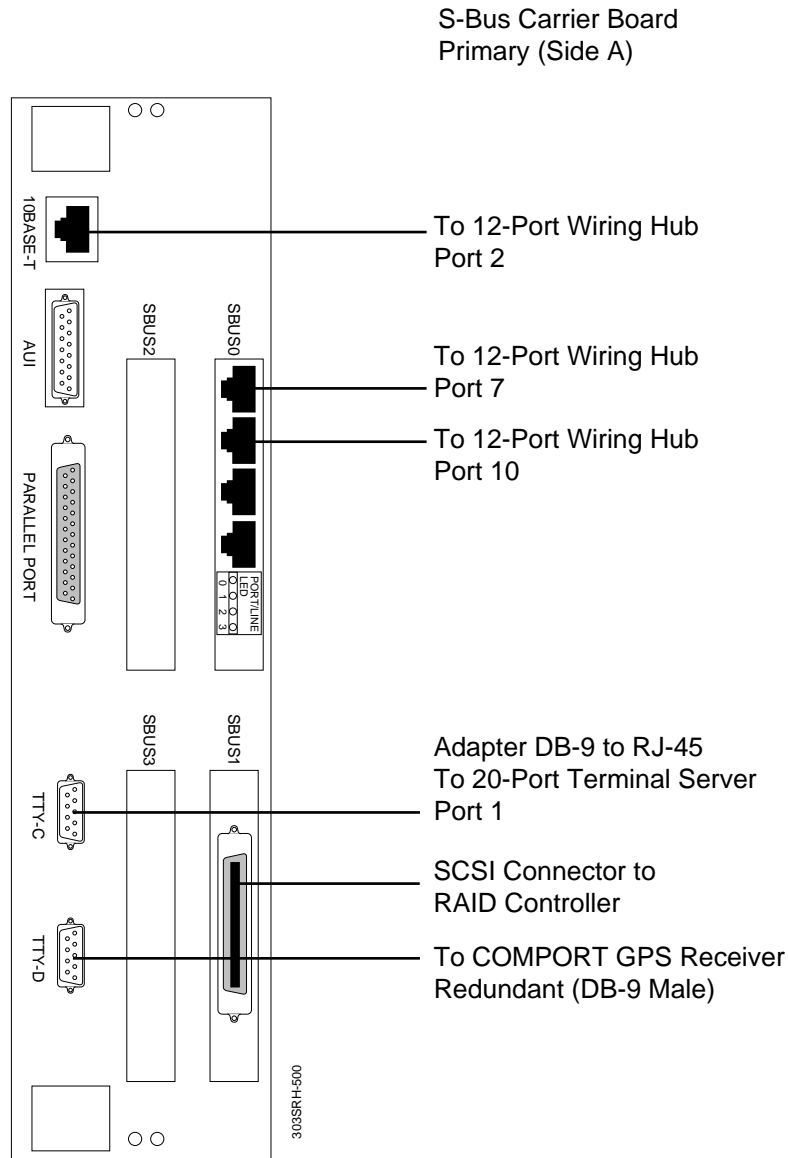 S-Bus Carrier Board
Primary (Side A)
10BASE-T
To 12-Port Wiring Hub
Port 2
AUI
SBUS2
SBUS0
To 12-Port Wiring Hub
Port 7
To 12-Port Wiring Hub
Port 10
PARALLEL PORT
PORT/LINE
LED
0 1 2 3
SBUS3
SBUS1
TTY-C
Adapter DB-9 to RJ-45
To 20-Port Terminal Server
Port 1
SCSI Connector to
RAID Controller
TTY-D
To COMPORT GPS Receiver
Redundant (DB-9 Male)
303SRH-500